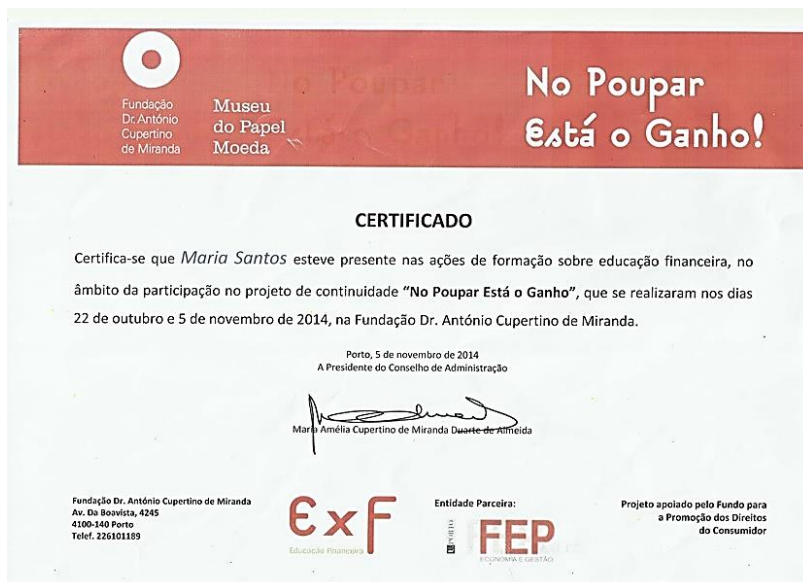 Fundação
Dr. António
Cupertino
de Miranda
Museu
do Papel
Moeda
No Poupar
Está o Ganho!
CERTIFICADO
Certifica-se que Maria Santos esteve presente nas ações de formação sobre educação financeira, no
âmbito da participação no projeto de continuidade “No Poupar Está o Ganho”, que se realizaram nos dias
22 de outubro e 5 de novembro de 2014, na Fundação Dr. António Cupertino de Miranda.
Porto, 5 de novembro de 2014
A Presidente do Conselho de Administração
Maria Amélia Cupertino de Miranda Duarte de Almeida
Fundação Dr. António Cupertino de Miranda
Av. Da Boavista, 4245
4100-140 Porto
Telef. 226101189
ExF
Educação Financeira
Entidade Parceira:
U.PORTO
FEP
ECONOMIA E GESTÃO
Projeto apoiado pelo Fundo para
a Promoção dos Direitos
do Consumidor